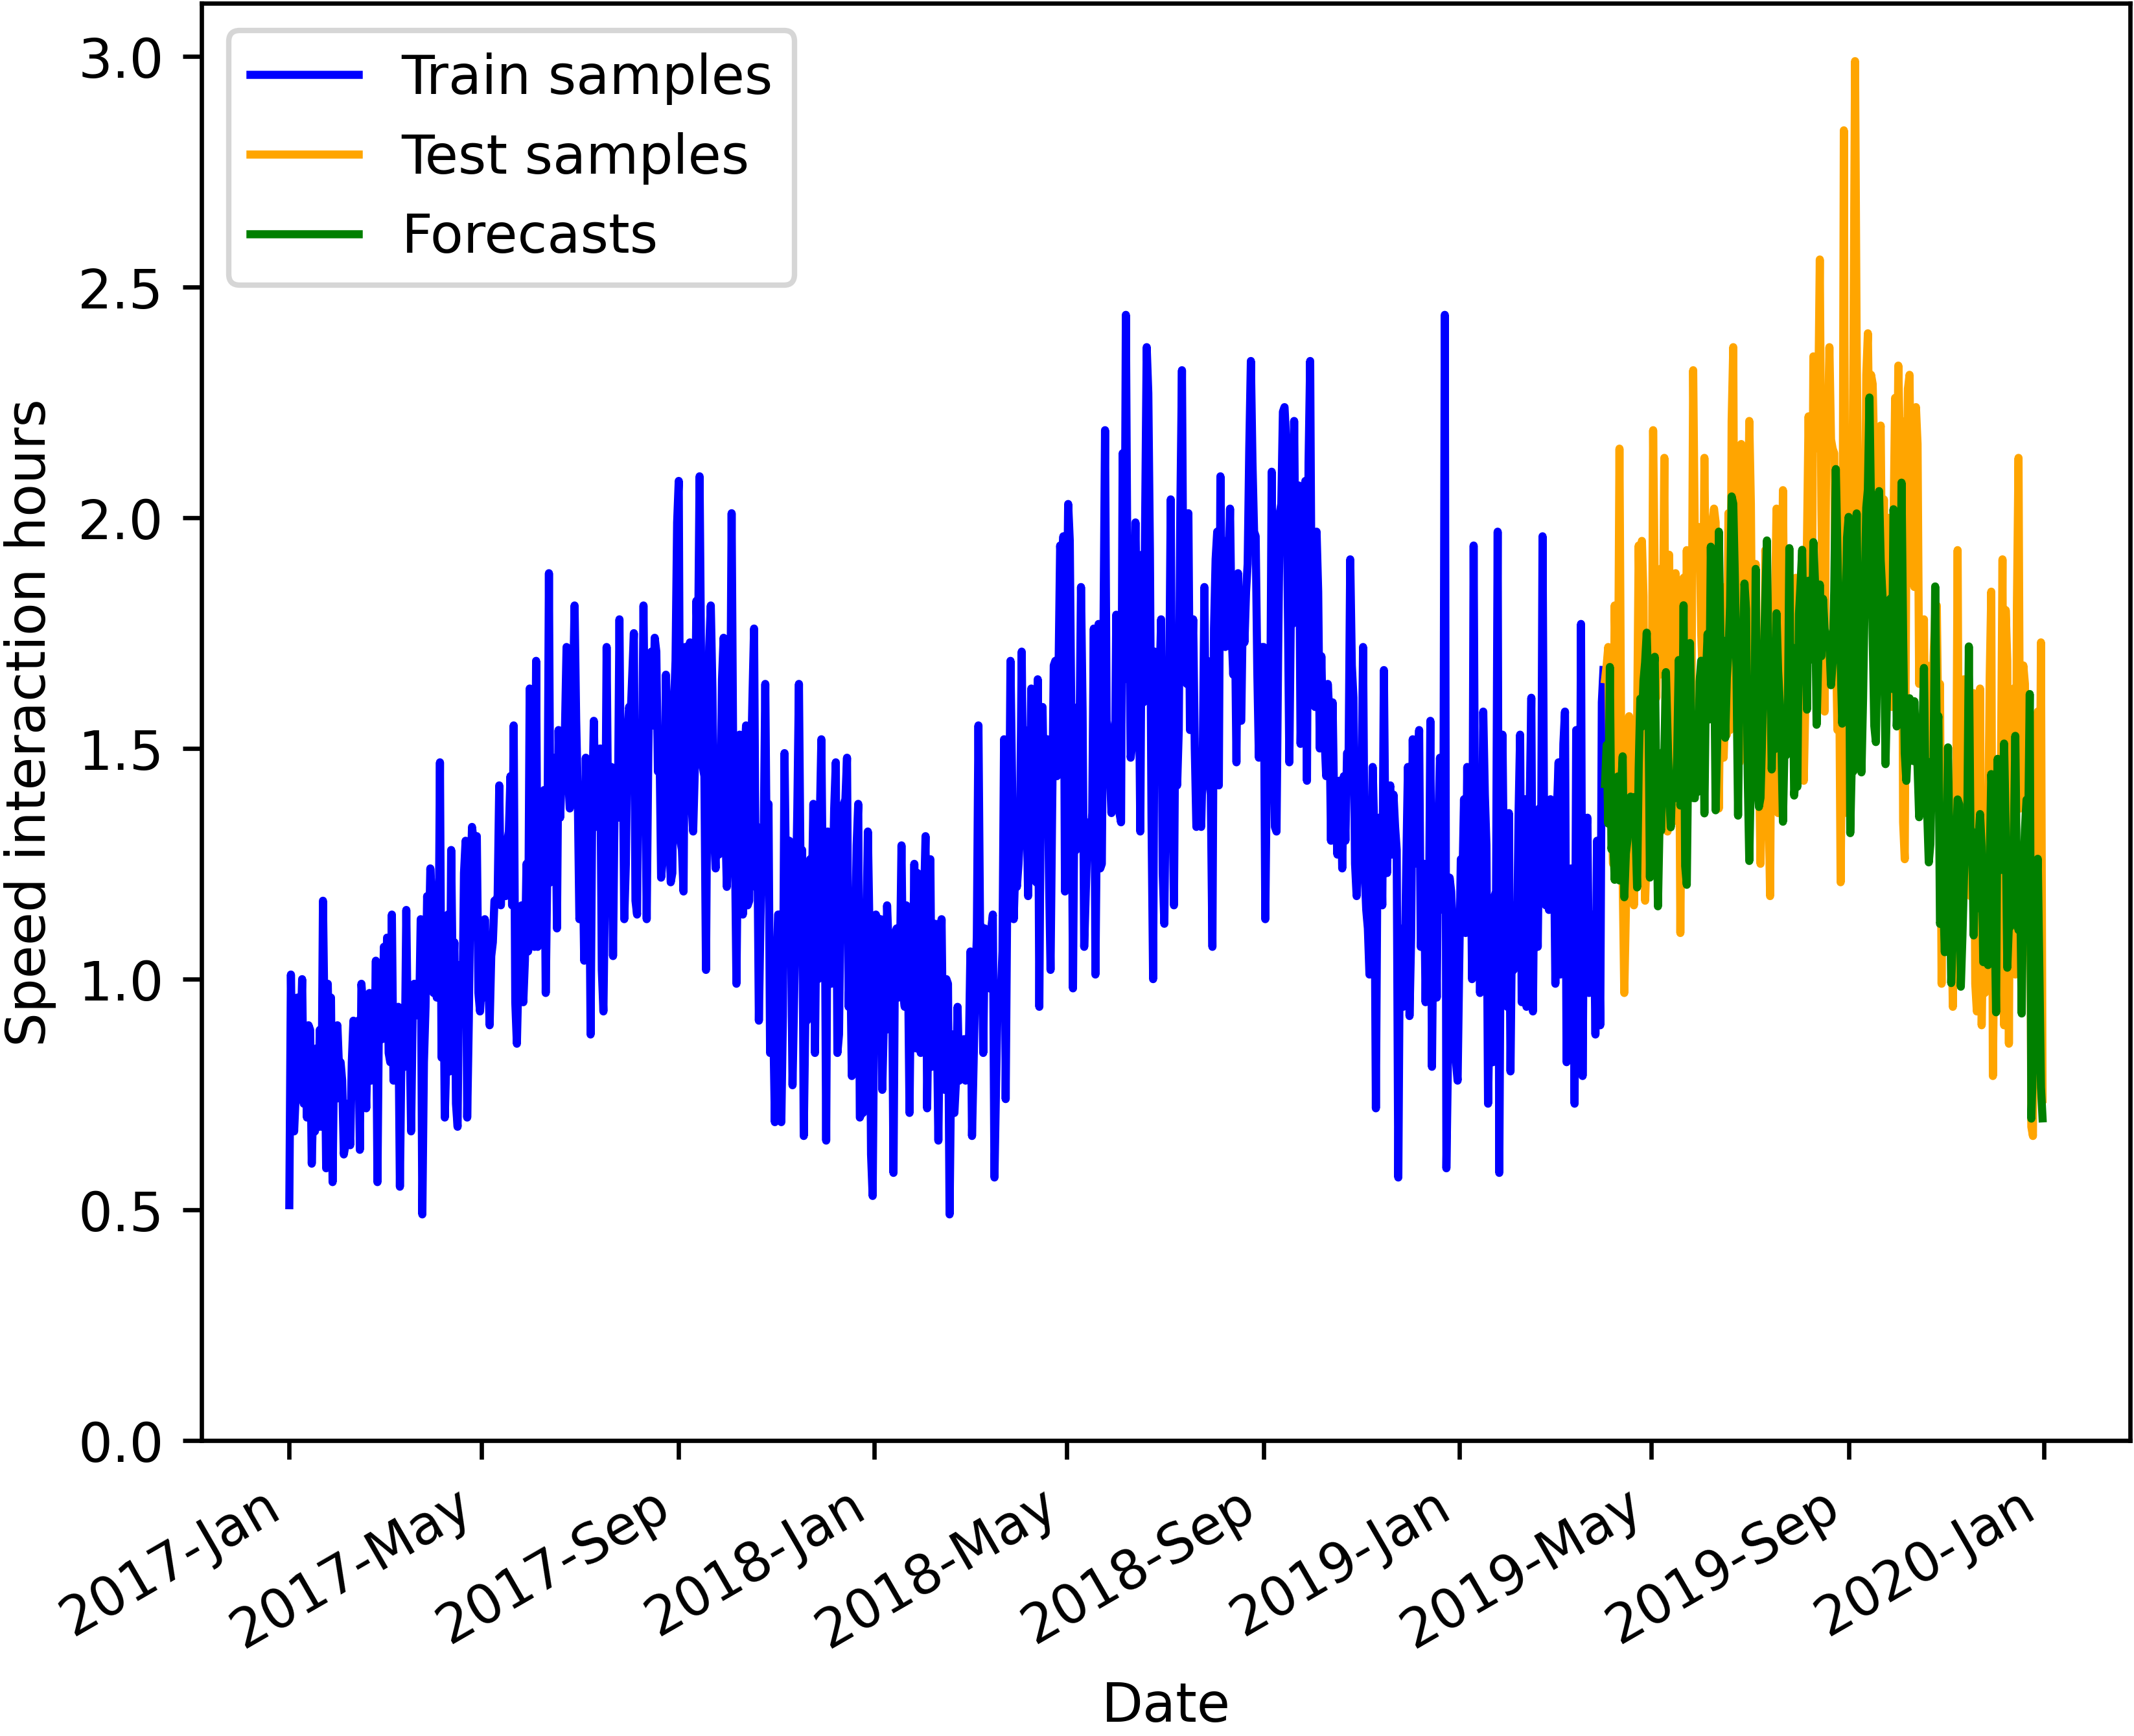 3.0
2.5
2.0
1.5
1.0
0.5
0.0
Speed interaction hours
Train samples
Test samples
Forecasts
2017-Jan
2017-May
2017-Sep
2018-Jan
2018-May
2018-Sep
2019-Jan
2019-May
2019-Sep
2020-Jan
Date